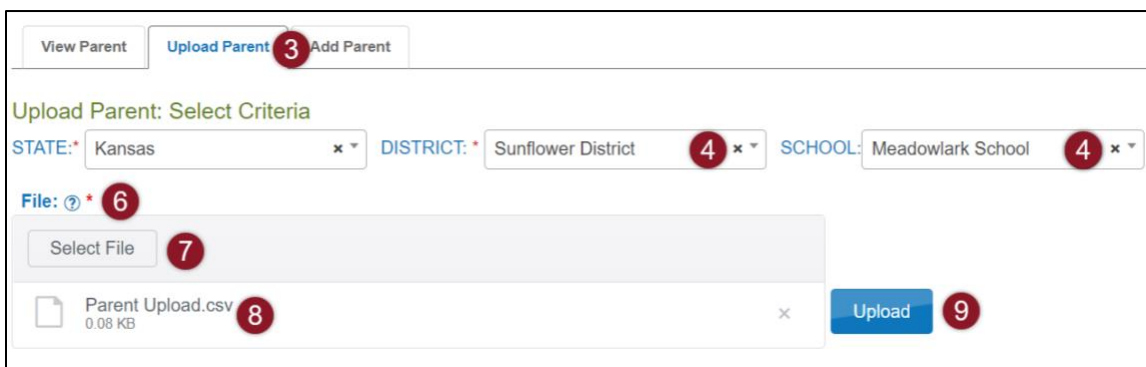 View Parent Upload Parent 3 Add Parent
Upload Parent: Select Criteria
STATE:* Kansas × DISTRICT: * Sunflower District 4 × SCHOOL: Meadowlark School 4 ×
File: ? * 6
Select File 7
Parent Upload.csv 8
0.08 KB
× Upload 9